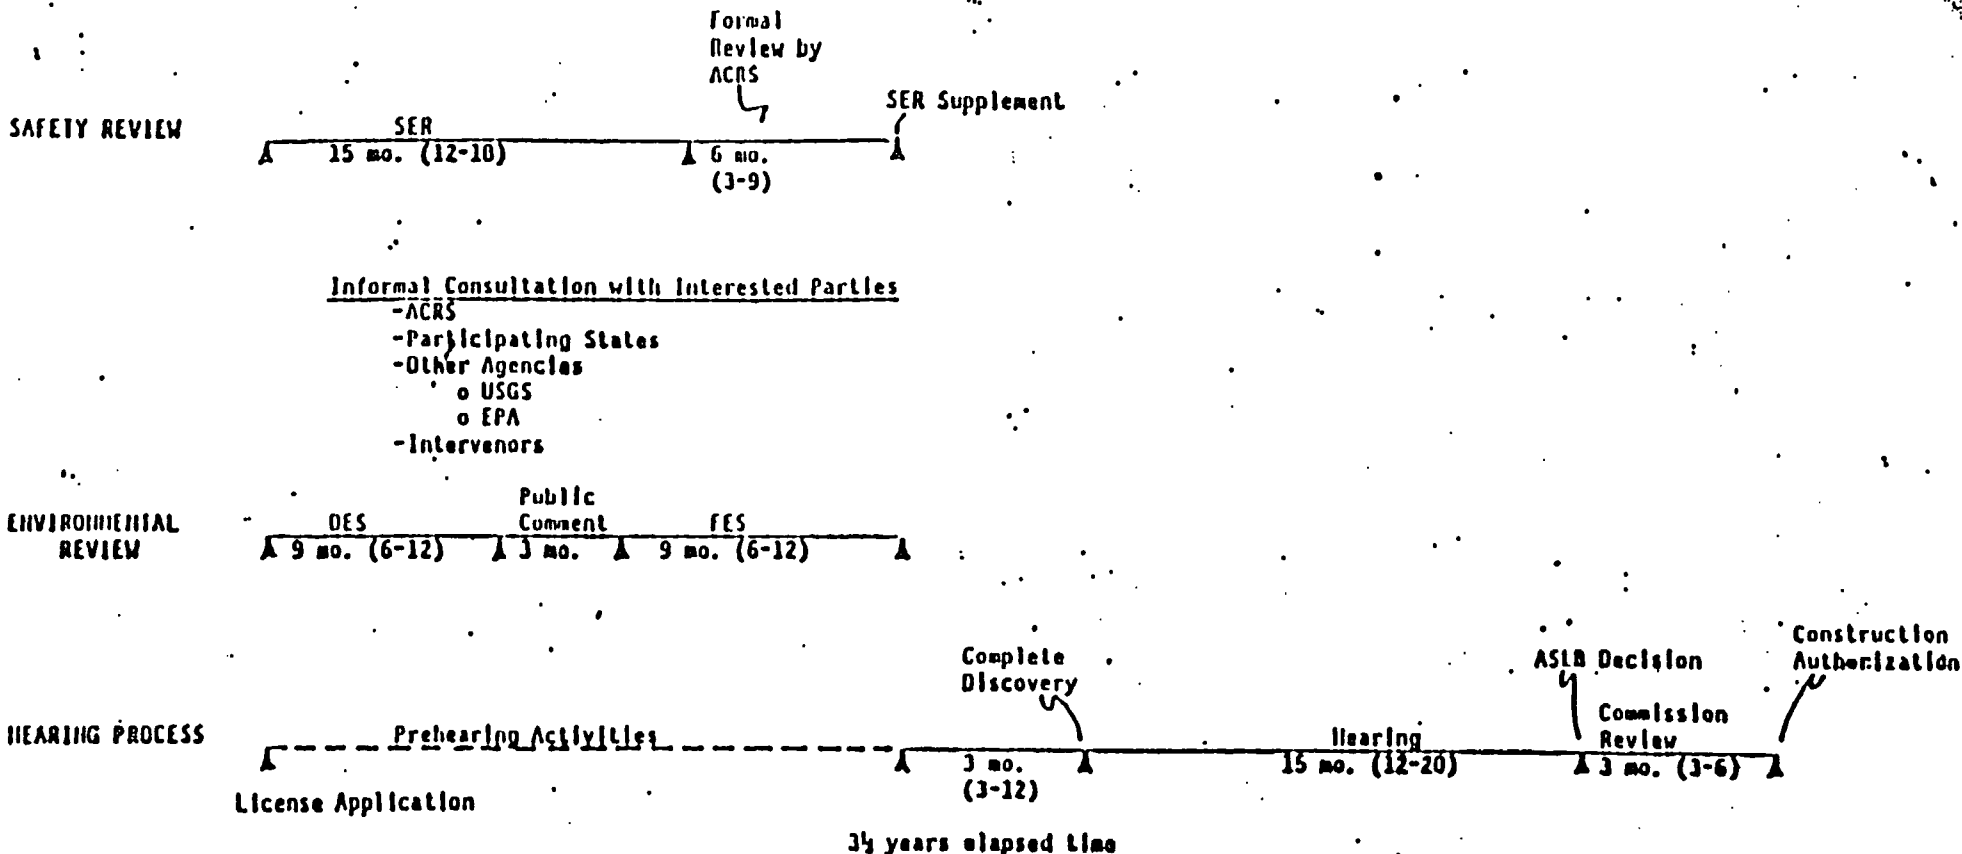 Formal
Review by
ACRS
SER Supplement
SAFETY REVIEW
SER
15 mo. (12-18)
6 mo.
(3-9)
Informal Consultation with Interested Parties
-ACRS
-Participating States
-Other Agencies
o USGS
o EPA
-Intervenors
ENVIRONMENTAL
REVIEW
DES
Public
Comment
FES
9 mo. (6-12)
3 mo.
9 mo. (6-12)
Complete
Discovery
ASLB Decision
Construction
Authorization
HEARING PROCESS
Prehearing Activities
Hearing
Commission
Review
3 mo.
(3-12)
15 mo. (12-20)
3 mo. (3-6)
License Application
3½ years elapsed time